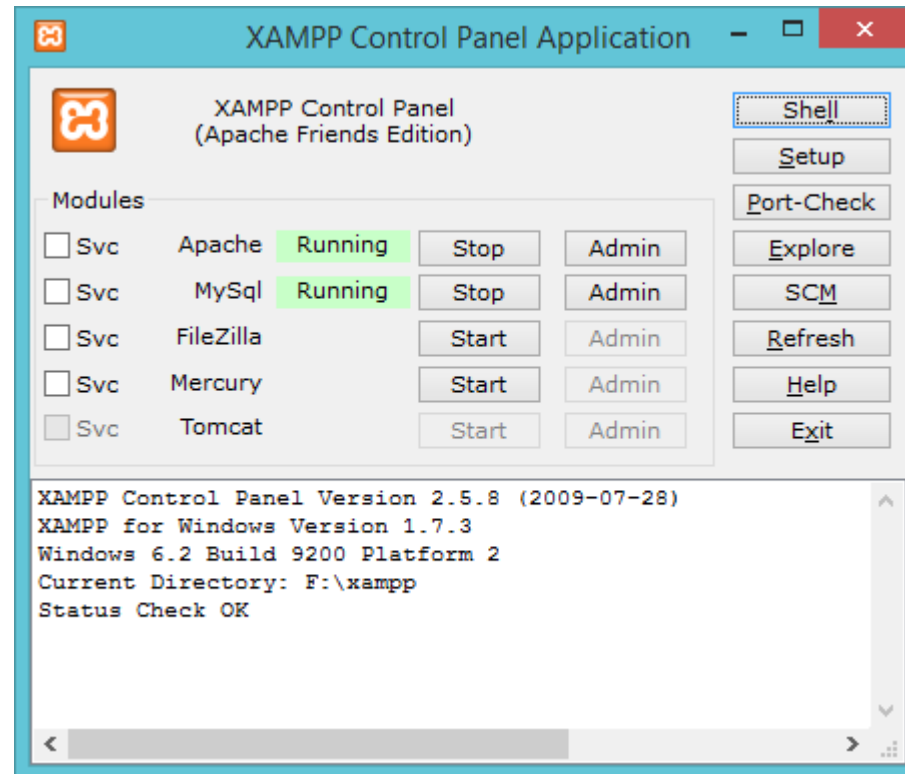 XAMPP Control Panel Application
XAMPP Control Panel
(Apache Friends Edition)
Shell
Setup
Modules
Port-Check
Svc Apache Running Stop Admin Explore
Svc MySql Running Stop Admin SCM
Svc FileZilla Start Admin Refresh
Svc Mercury Start Admin Help
Svc Tomcat Start Admin Exit
XAMPP Control Panel Version 2.5.8 (2009-07-28)
XAMPP for Windows Version 1.7.3
Windows 6.2 Build 9200 Platform 2
Current Directory: F:\xampp
Status Check OK